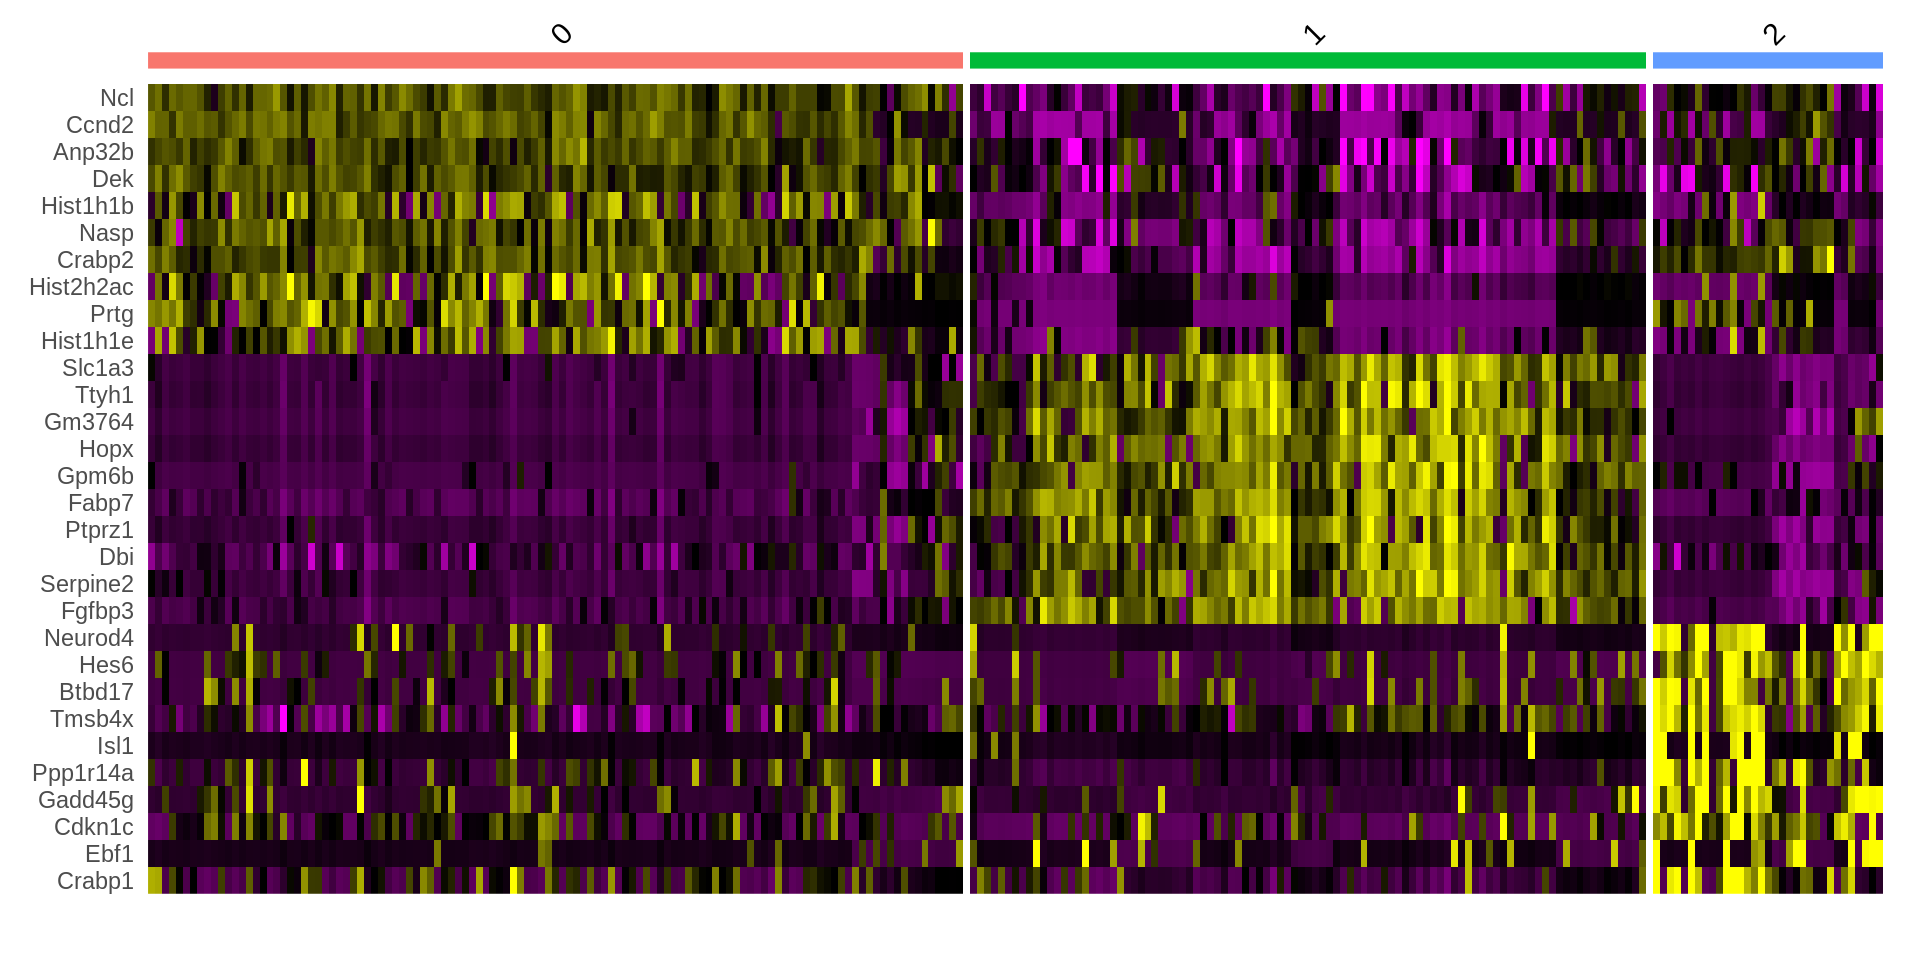 0 1 2
Ncl
Ccnd2
Anp32b
Dek
Hist1h1b
Nasp
Crabp2
Hist2h2ac
Prtg
Hist1h1e
Slc1a3
Ttyh1
Gm3764
Hopx
Gpm6b
Fabp7
Ptprz1
Dbi
Serpine2
Fgfbp3
Neurod4
Hes6
Btbd17
Tmsb4x
Isl1
Ppp1r14a
Gadd45g
Cdkn1c
Ebf1
Crabp1